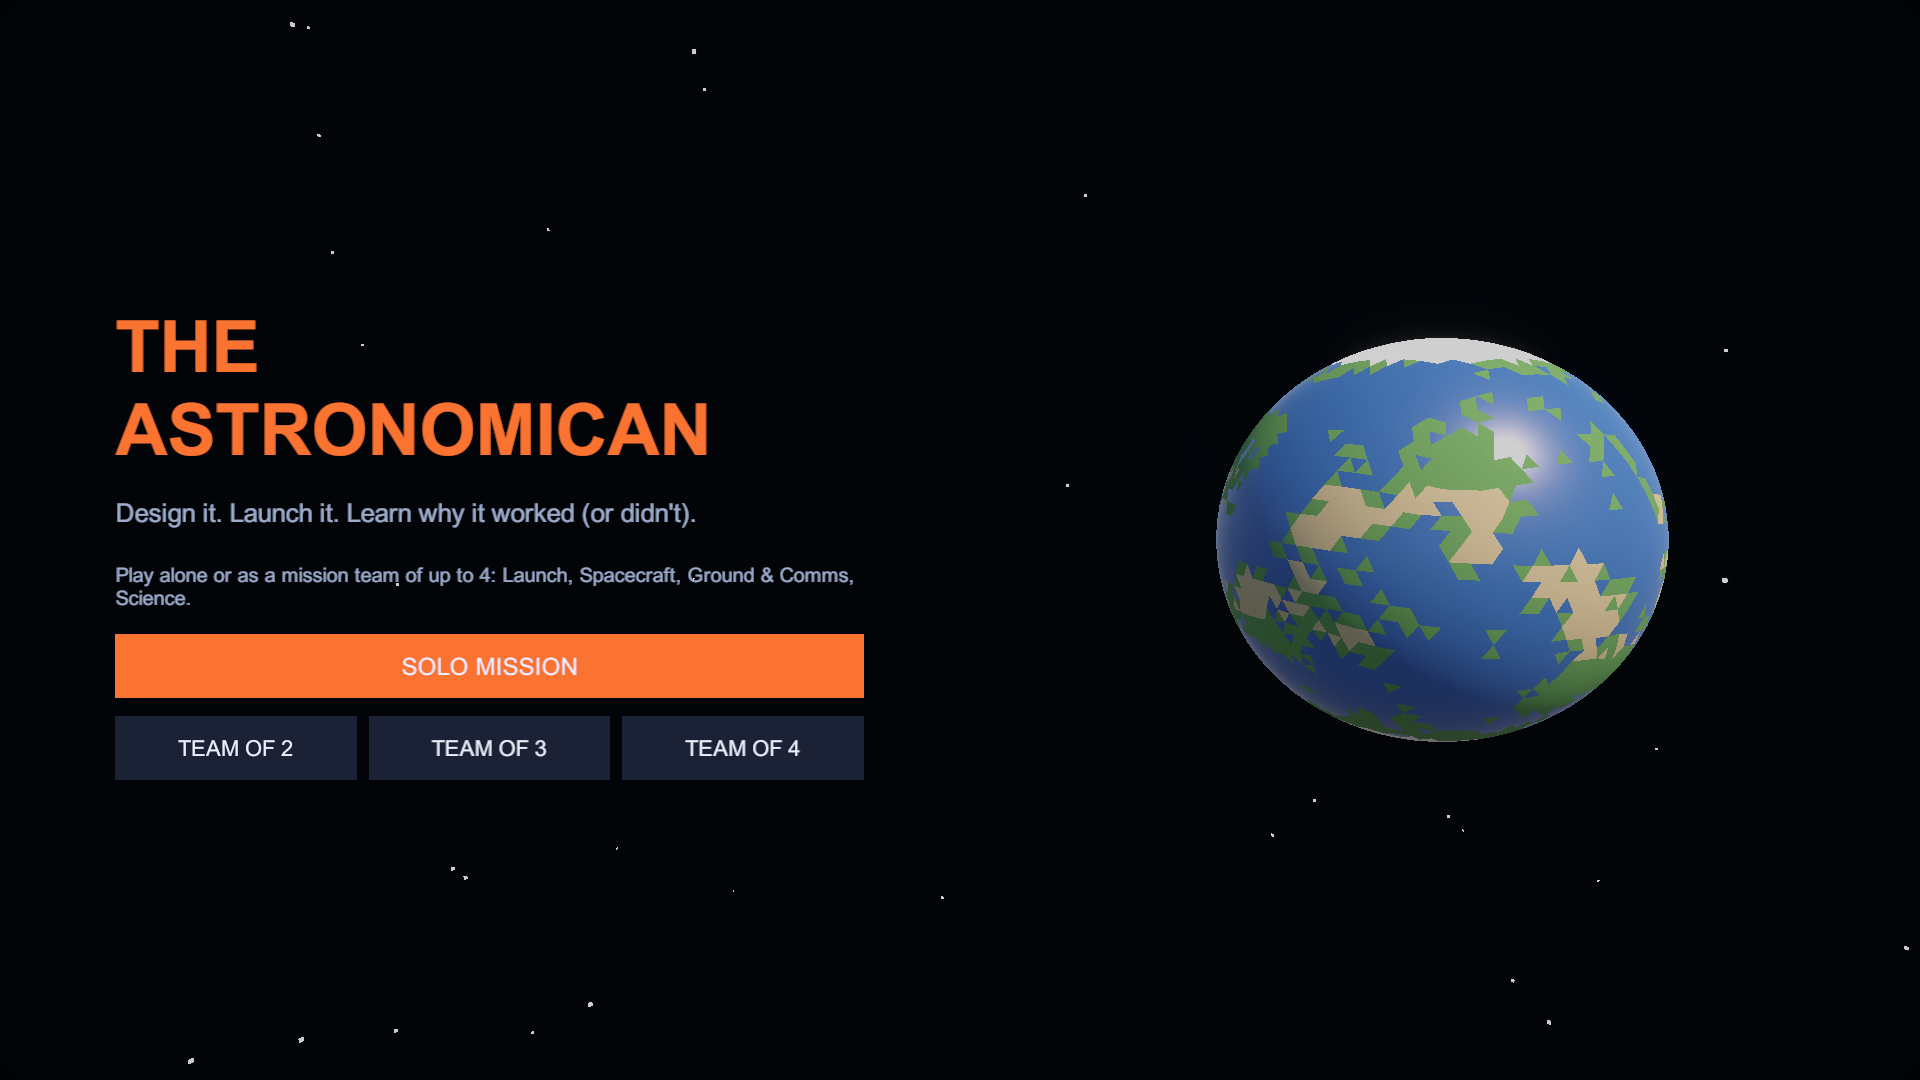 THE
ASTRONOMICAN
Design it. Launch it. Learn why it worked (or didn't).
Play alone or as a mission team of up to 4: Launch, Spacecraft, Ground & Comms,
Science.
SOLO MISSION
TEAM OF 2
TEAM OF 3
TEAM OF 4